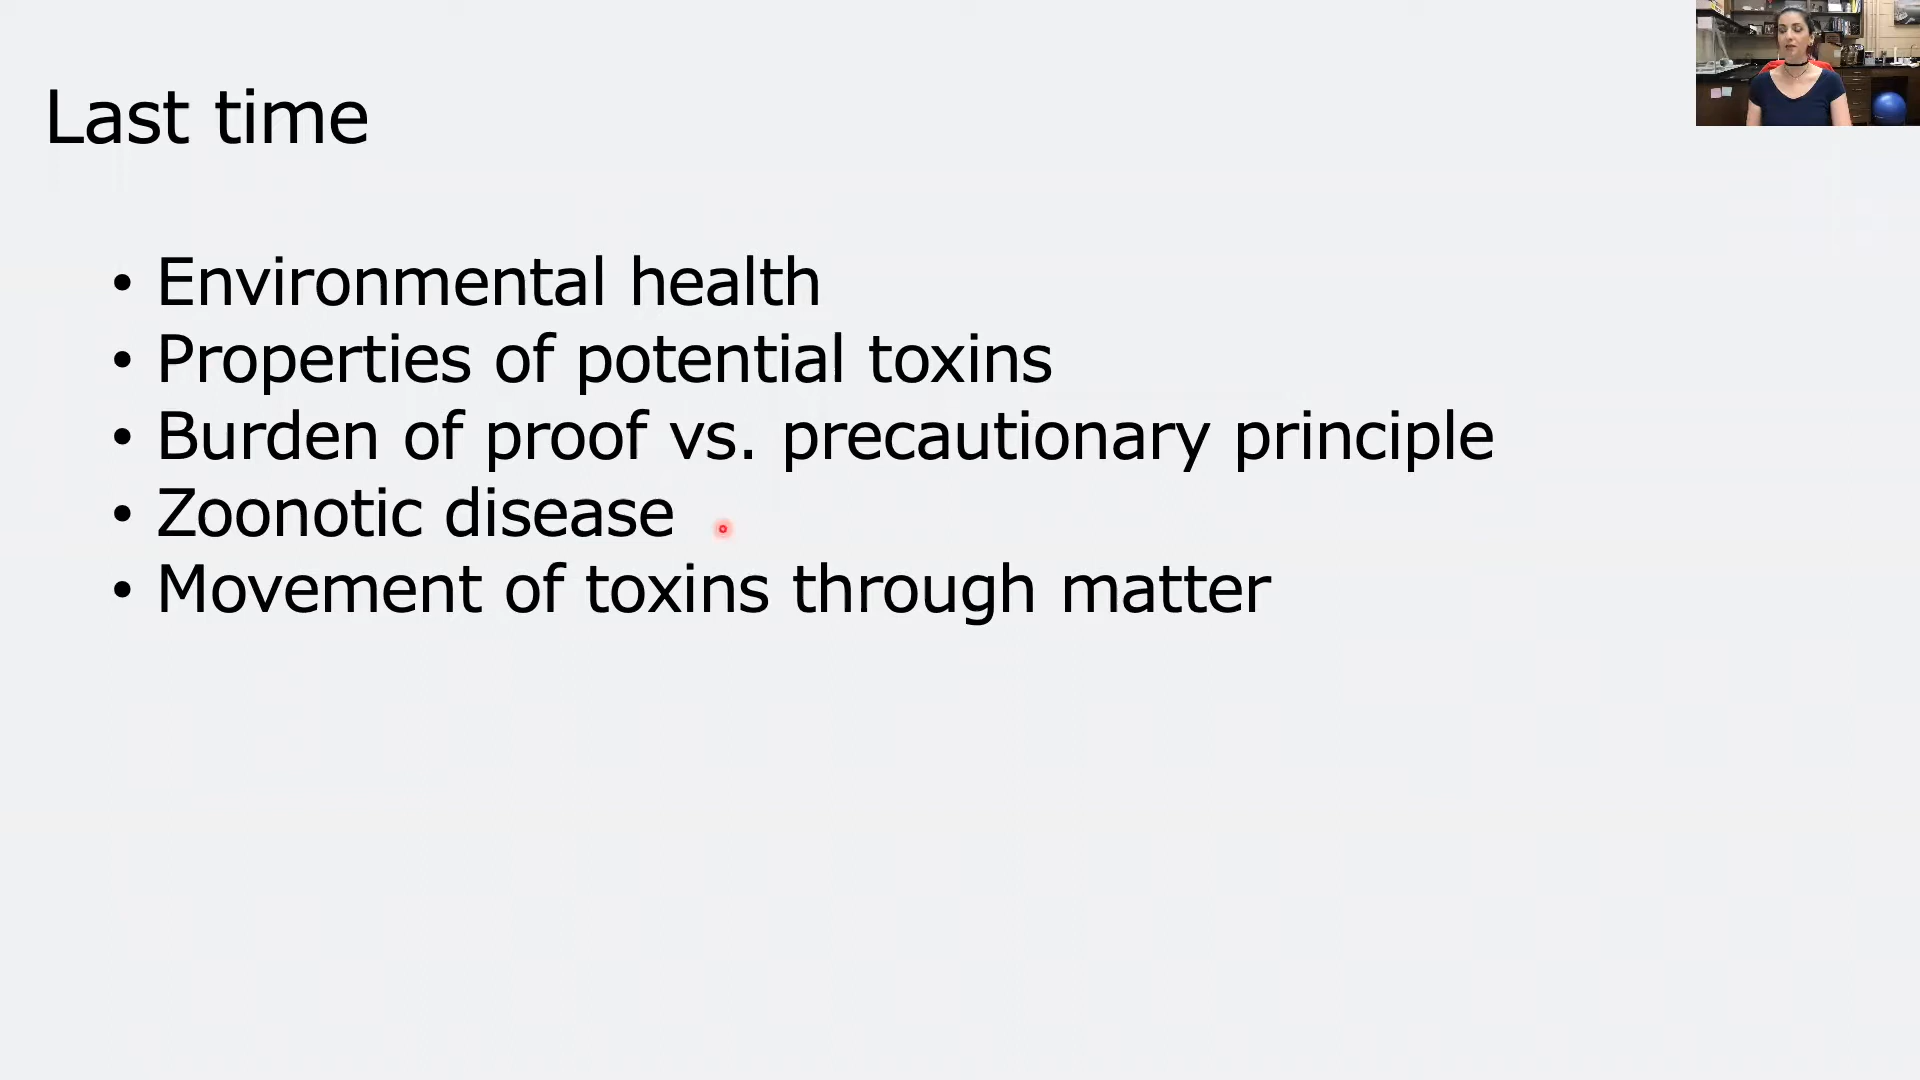 Last time
• Environmental health
• Properties of potential toxins
• Burden of proof vs. precautionary principle
• Zoonotic disease
• Movement of toxins through matter